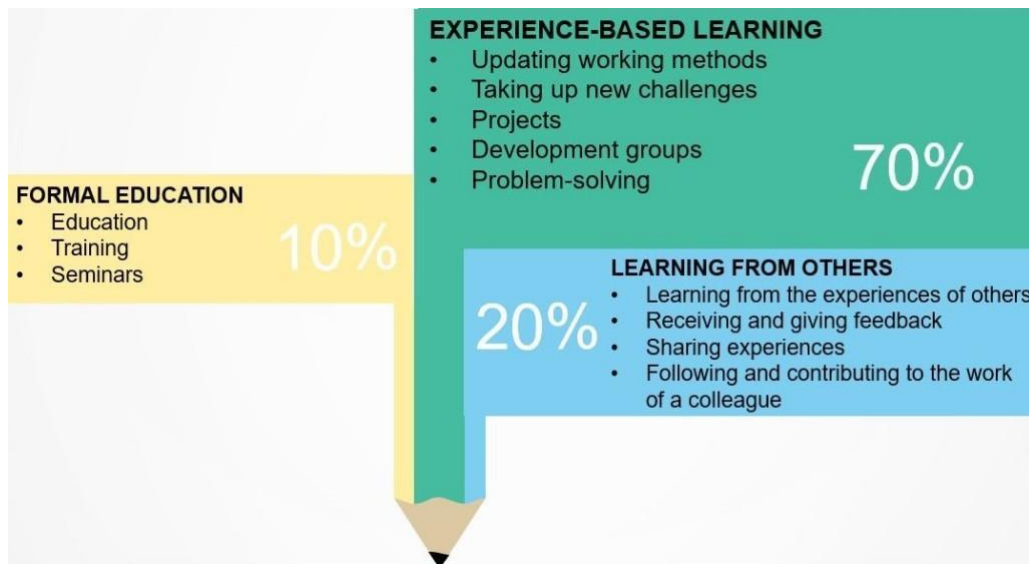 EXPERIENCE-BASED LEARNING
• Updating working methods
• Taking up new challenges
• Projects
• Development groups
• Problem-solving
70%
FORMAL EDUCATION
• Education
• Training
• Seminars
10%
LEARNING FROM OTHERS
• Learning from the experiences of others
• Receiving and giving feedback
• Sharing experiences
• Following and contributing to the work
of a colleague
20%